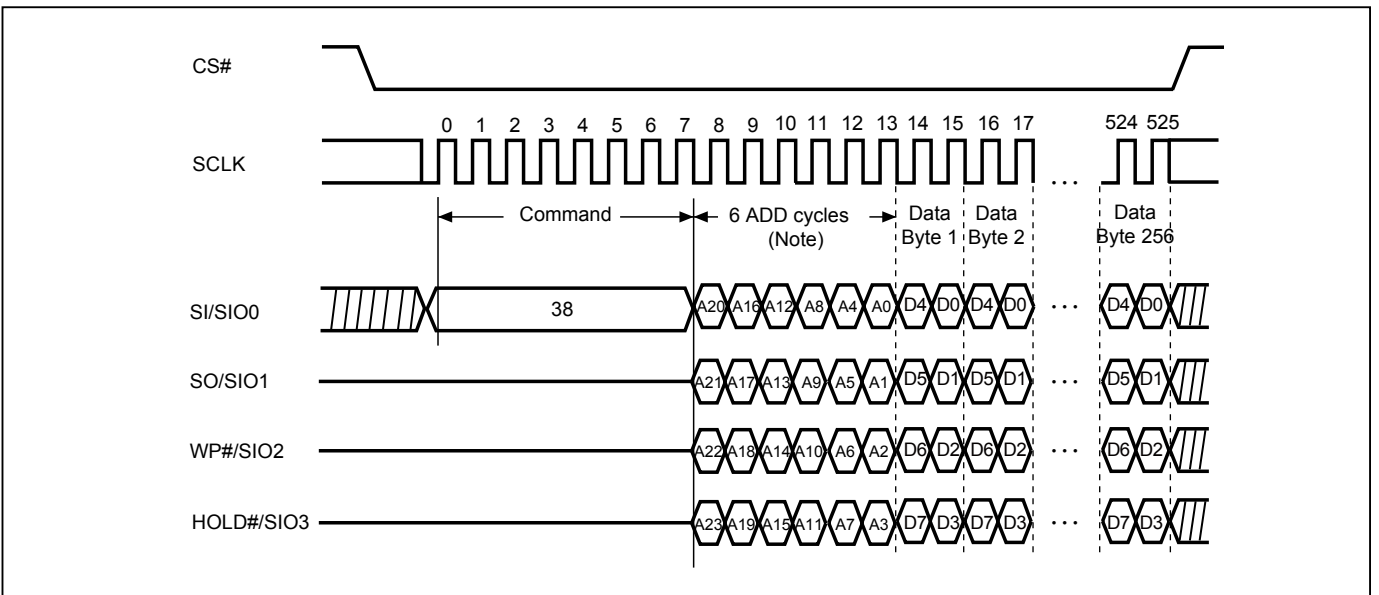 CS#
0 1 2 3 4 5 6 7 8 9 10 11 12 13 14 15 16 17 524 525
SCLK
. . .
Command 6 ADD cycles Data Data Data
(Note) Byte 1 Byte 2 Byte 256
SI/SIO0 38 A20 A16 A12 A8 A4 A0 D4 D0 D4 D0 . . . D4 D0
SO/SIO1 A21 A17 A13 A9 A5 A1 D5 D1 D5 D1 . . . D5 D1
WP#/SIO2 A22 A18 A14 A10 A6 A2 D6 D2 D6 D2 . . . D6 D2
HOLD#/SIO3 A23 A19 A15 A11 A7 A3 D7 D3 D7 D3 . . . D7 D3